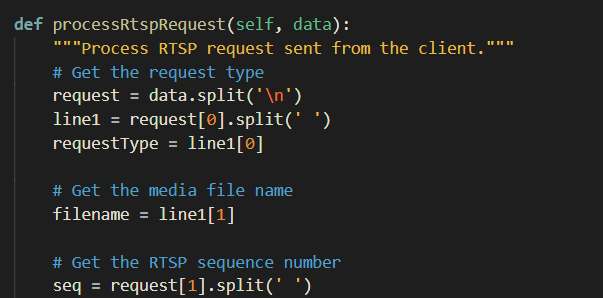 def processRtspRequest(self, data):
"""Process RTSP request sent from the client."""
# Get the request type
request = data.split('\n')
line1 = request[0].split(' ')
requestType = line1[0]
# Get the media file name
filename = line1[1]
# Get the RTSP sequence number
seq = request[1].split(' ')